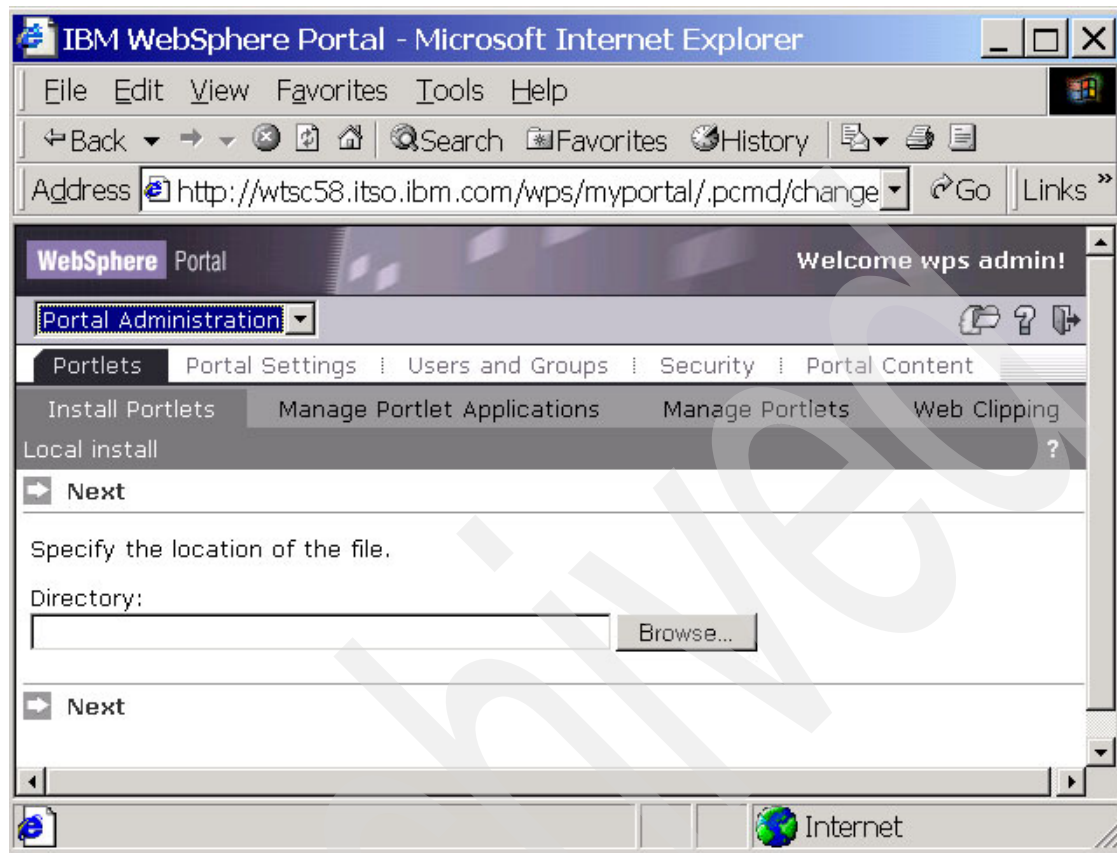 IBM WebSphere Portal - Microsoft Internet Explorer
File Edit View Favorites Tools Help
Back Search Favorites History
Address http://wtsc58.itso.ibm.com/wps/myportal/.pcmd/change Go Links »
WebSphere Portal Welcome wps admin!
Portal Administration ?
Portlets Portal Settings Users and Groups Security Portal Content
Install Portlets Manage Portlet Applications Manage Portlets Web Clipping
Local install ?
Next
Specify the location of the file.
Directory:
Browse...
Next
Internet